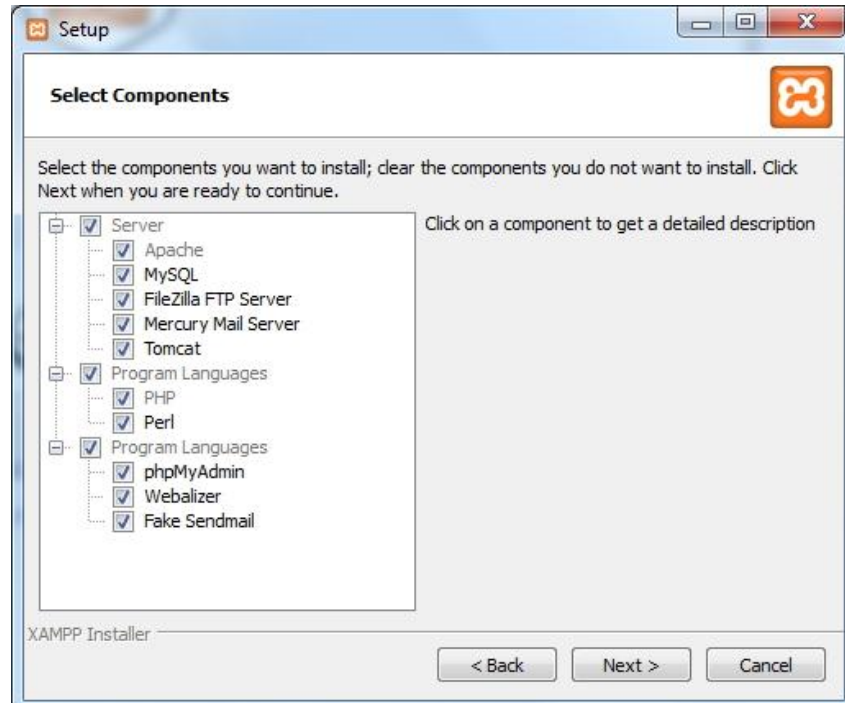 Setup
Select Components
Select the components you want to install; clear the components you do not want to install. Click
Next when you are ready to continue.
Server
Apache
MySQL
FileZilla FTP Server
Mercury Mail Server
Tomcat
Program Languages
PHP
Perl
Program Languages
phpMyAdmin
Webalizer
Fake Sendmail
Click on a component to get a detailed description
XAMPP Installer
< Back
Next >
Cancel